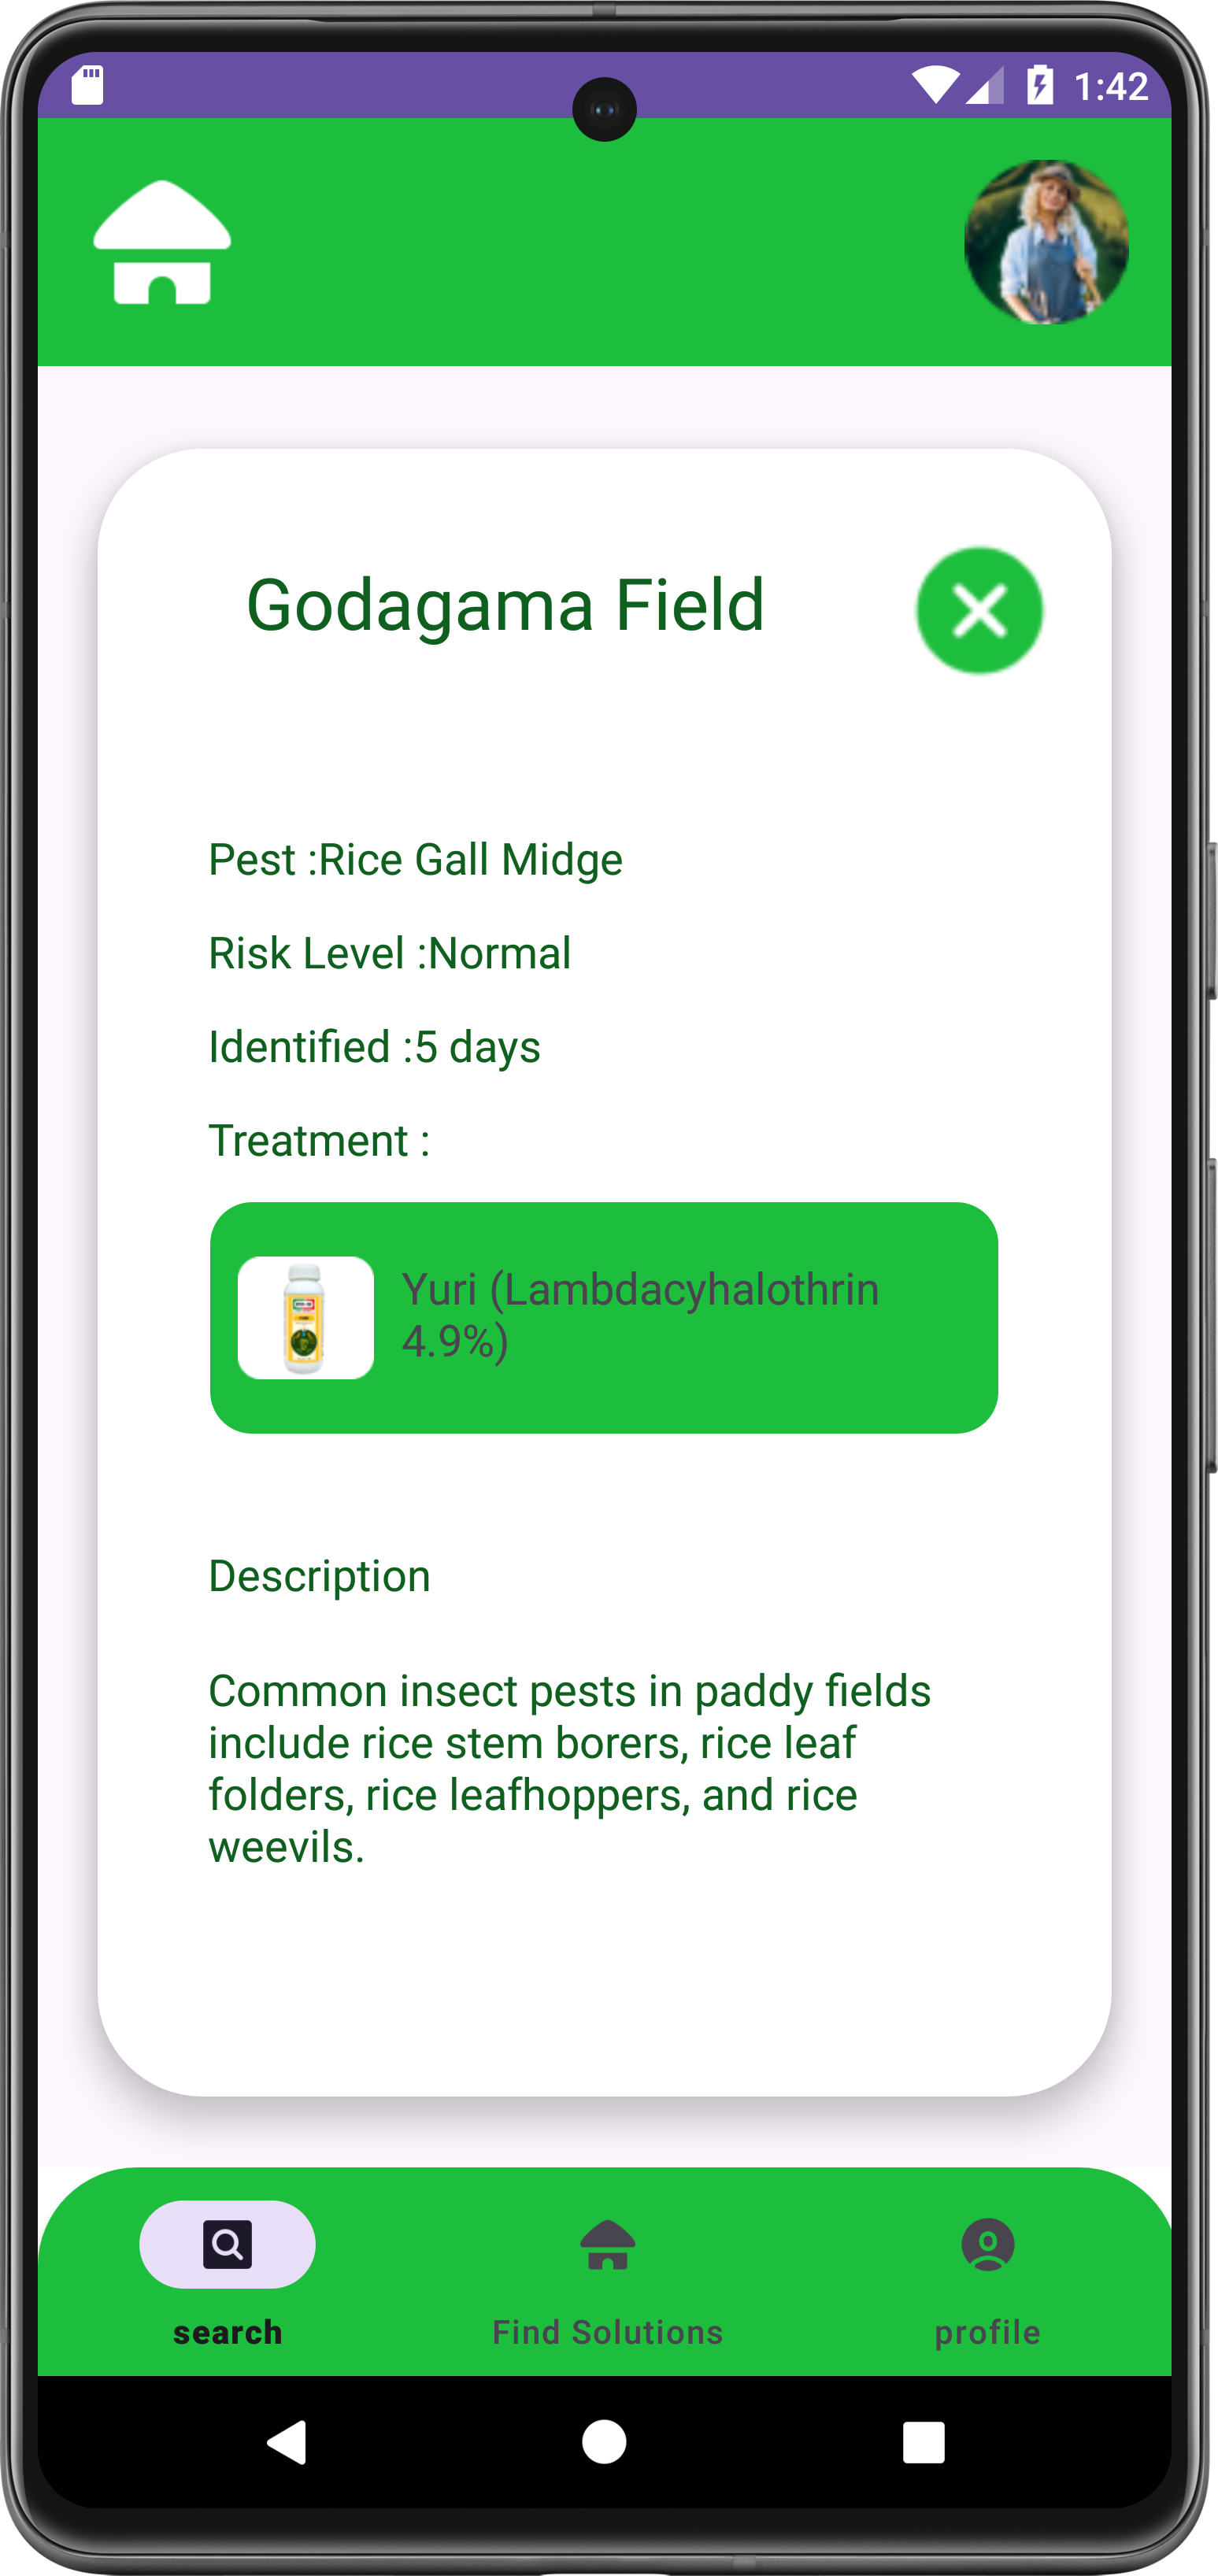 1:42
Godagama Field
Pest :Rice Gall Midge
Risk Level :Normal
Identified :5 days
Treatment :
Yuri (Lambdacyhalothrin
4.9%)
Description
Common insect pests in paddy fields
include rice stem borers, rice leaf
folders, rice leafhoppers, and rice
weevils.
search
Find Solutions
profile